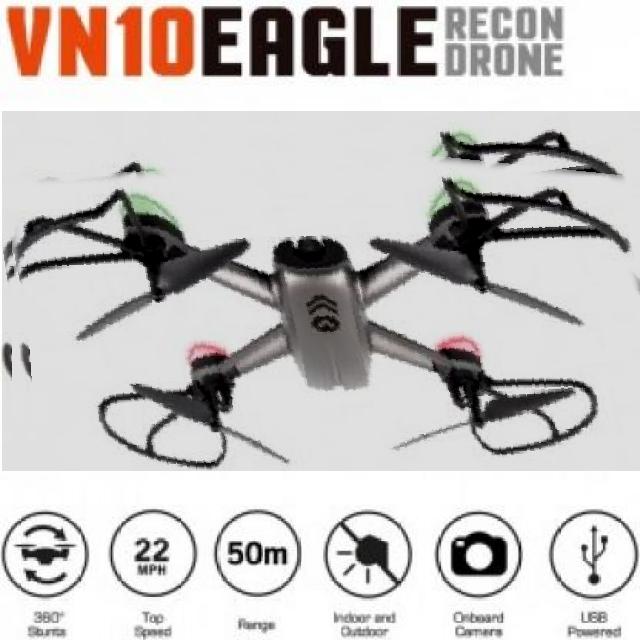 VN10EAGLE RECON
DRONE
22
MPH
50m
360°
Stunts
Top
Speed
Range
Indoor and
Outdoor
Onboard
Camera
USB
Powered